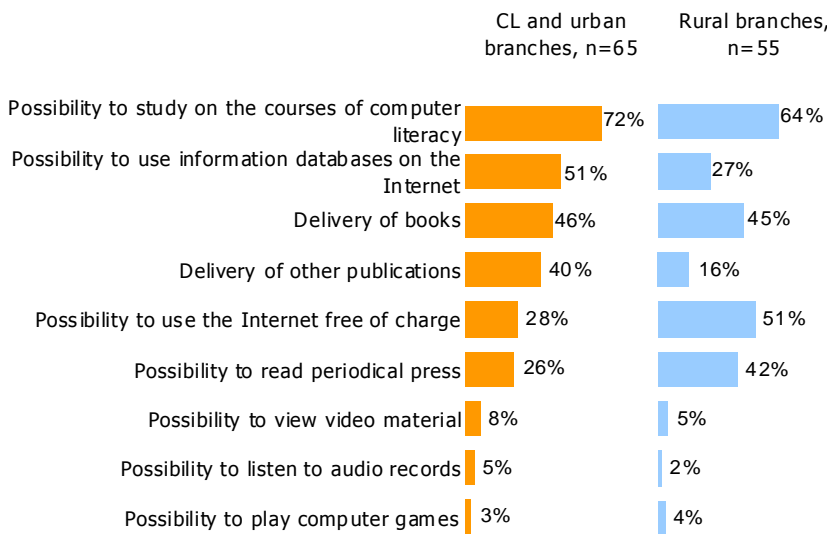 CL and urban
branches, n=65
Rural branches,
n=55
Possibility to study on the courses of computer
literacy
72%
64%
Possibility to use information databases on the
Internet
51%
27%
Delivery of books
46%
45%
Delivery of other publications
40%
16%
Possibility to use the Internet free of charge
28%
51%
Possibility to read periodical press
26%
42%
Possibility to view video material
8%
5%
Possibility to listen to audio records
5%
2%
Possibility to play computer games
3%
4%